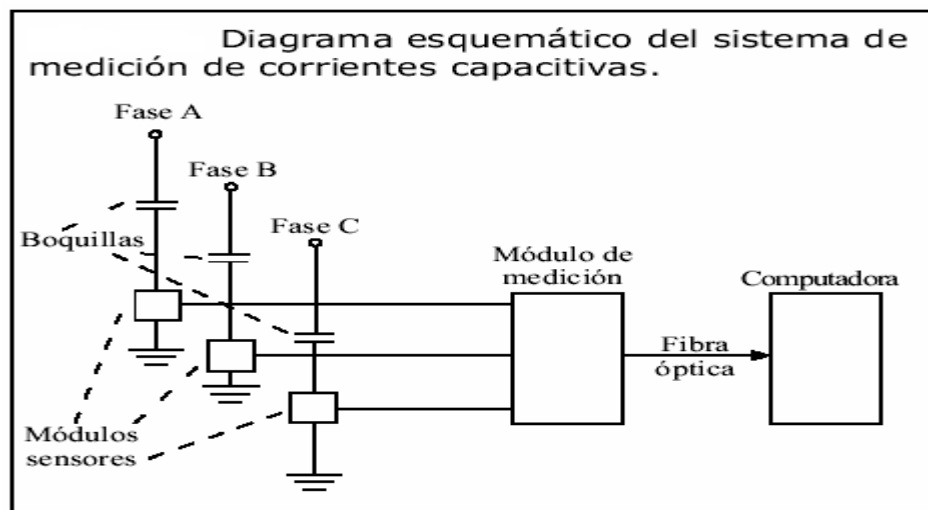 Diagrama esquemático del sistema de
medición de corrientes capacitivas.
Fase A
Fase B
Fase C
Boquillas
Módulo de
medición
Computadora
Fibra
óptica
Módulos
sensores